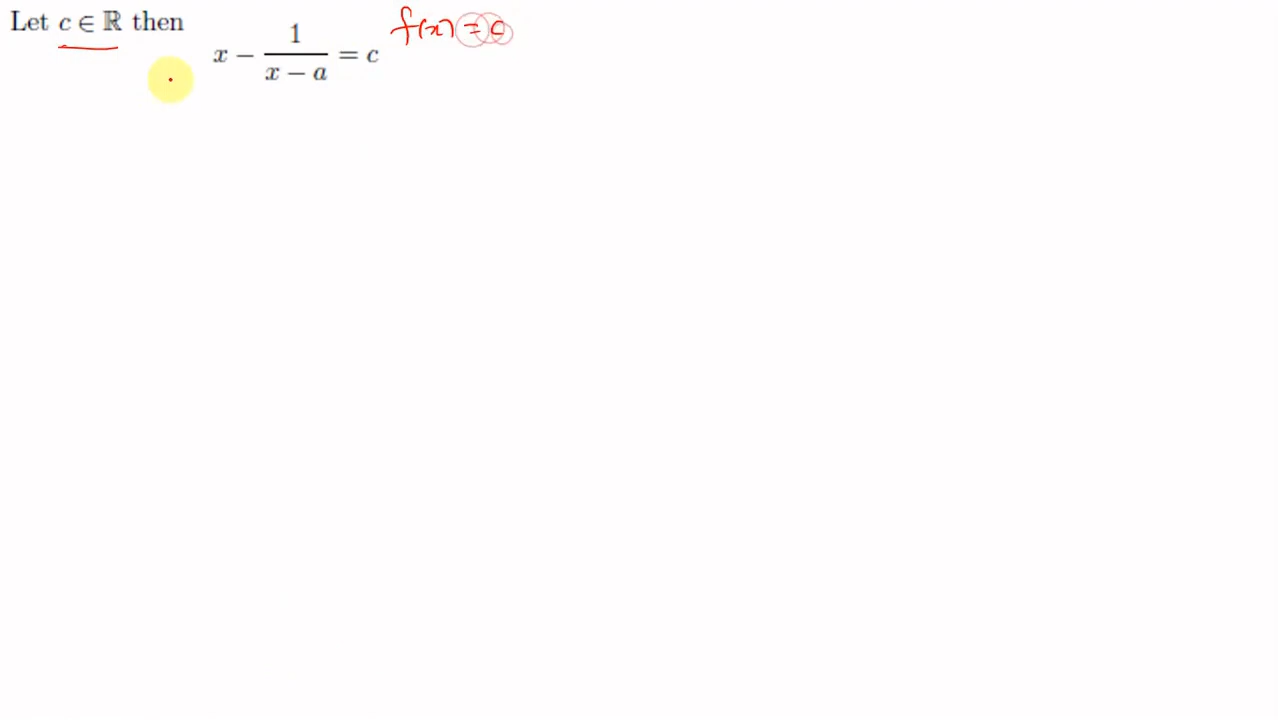 Let c ∈ ℝ then
f(x) = c
x − 1/(x − a) = c